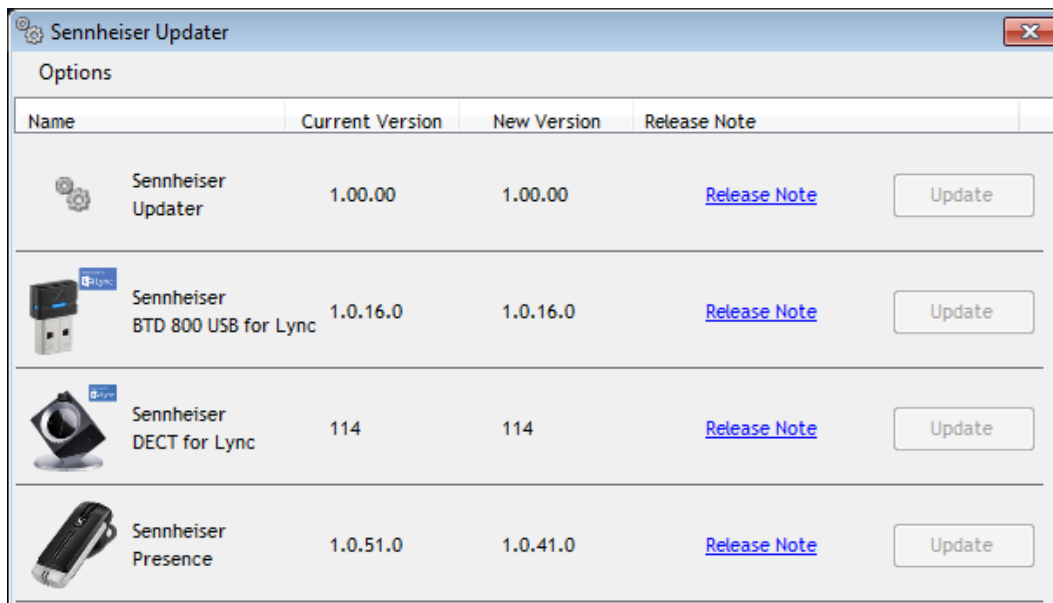 Sennheiser Updater
Options
Name Current Version New Version Release Note
Sennheiser
Updater
1.00.00 1.00.00 Release Note Update
Lync
Sennheiser
BTD 800 USB for Lync
1.0.16.0 1.0.16.0 Release Note Update
Sennheiser
DECT for Lync
114 114 Release Note Update
Sennheiser
Presence
1.0.51.0 1.0.41.0 Release Note Update